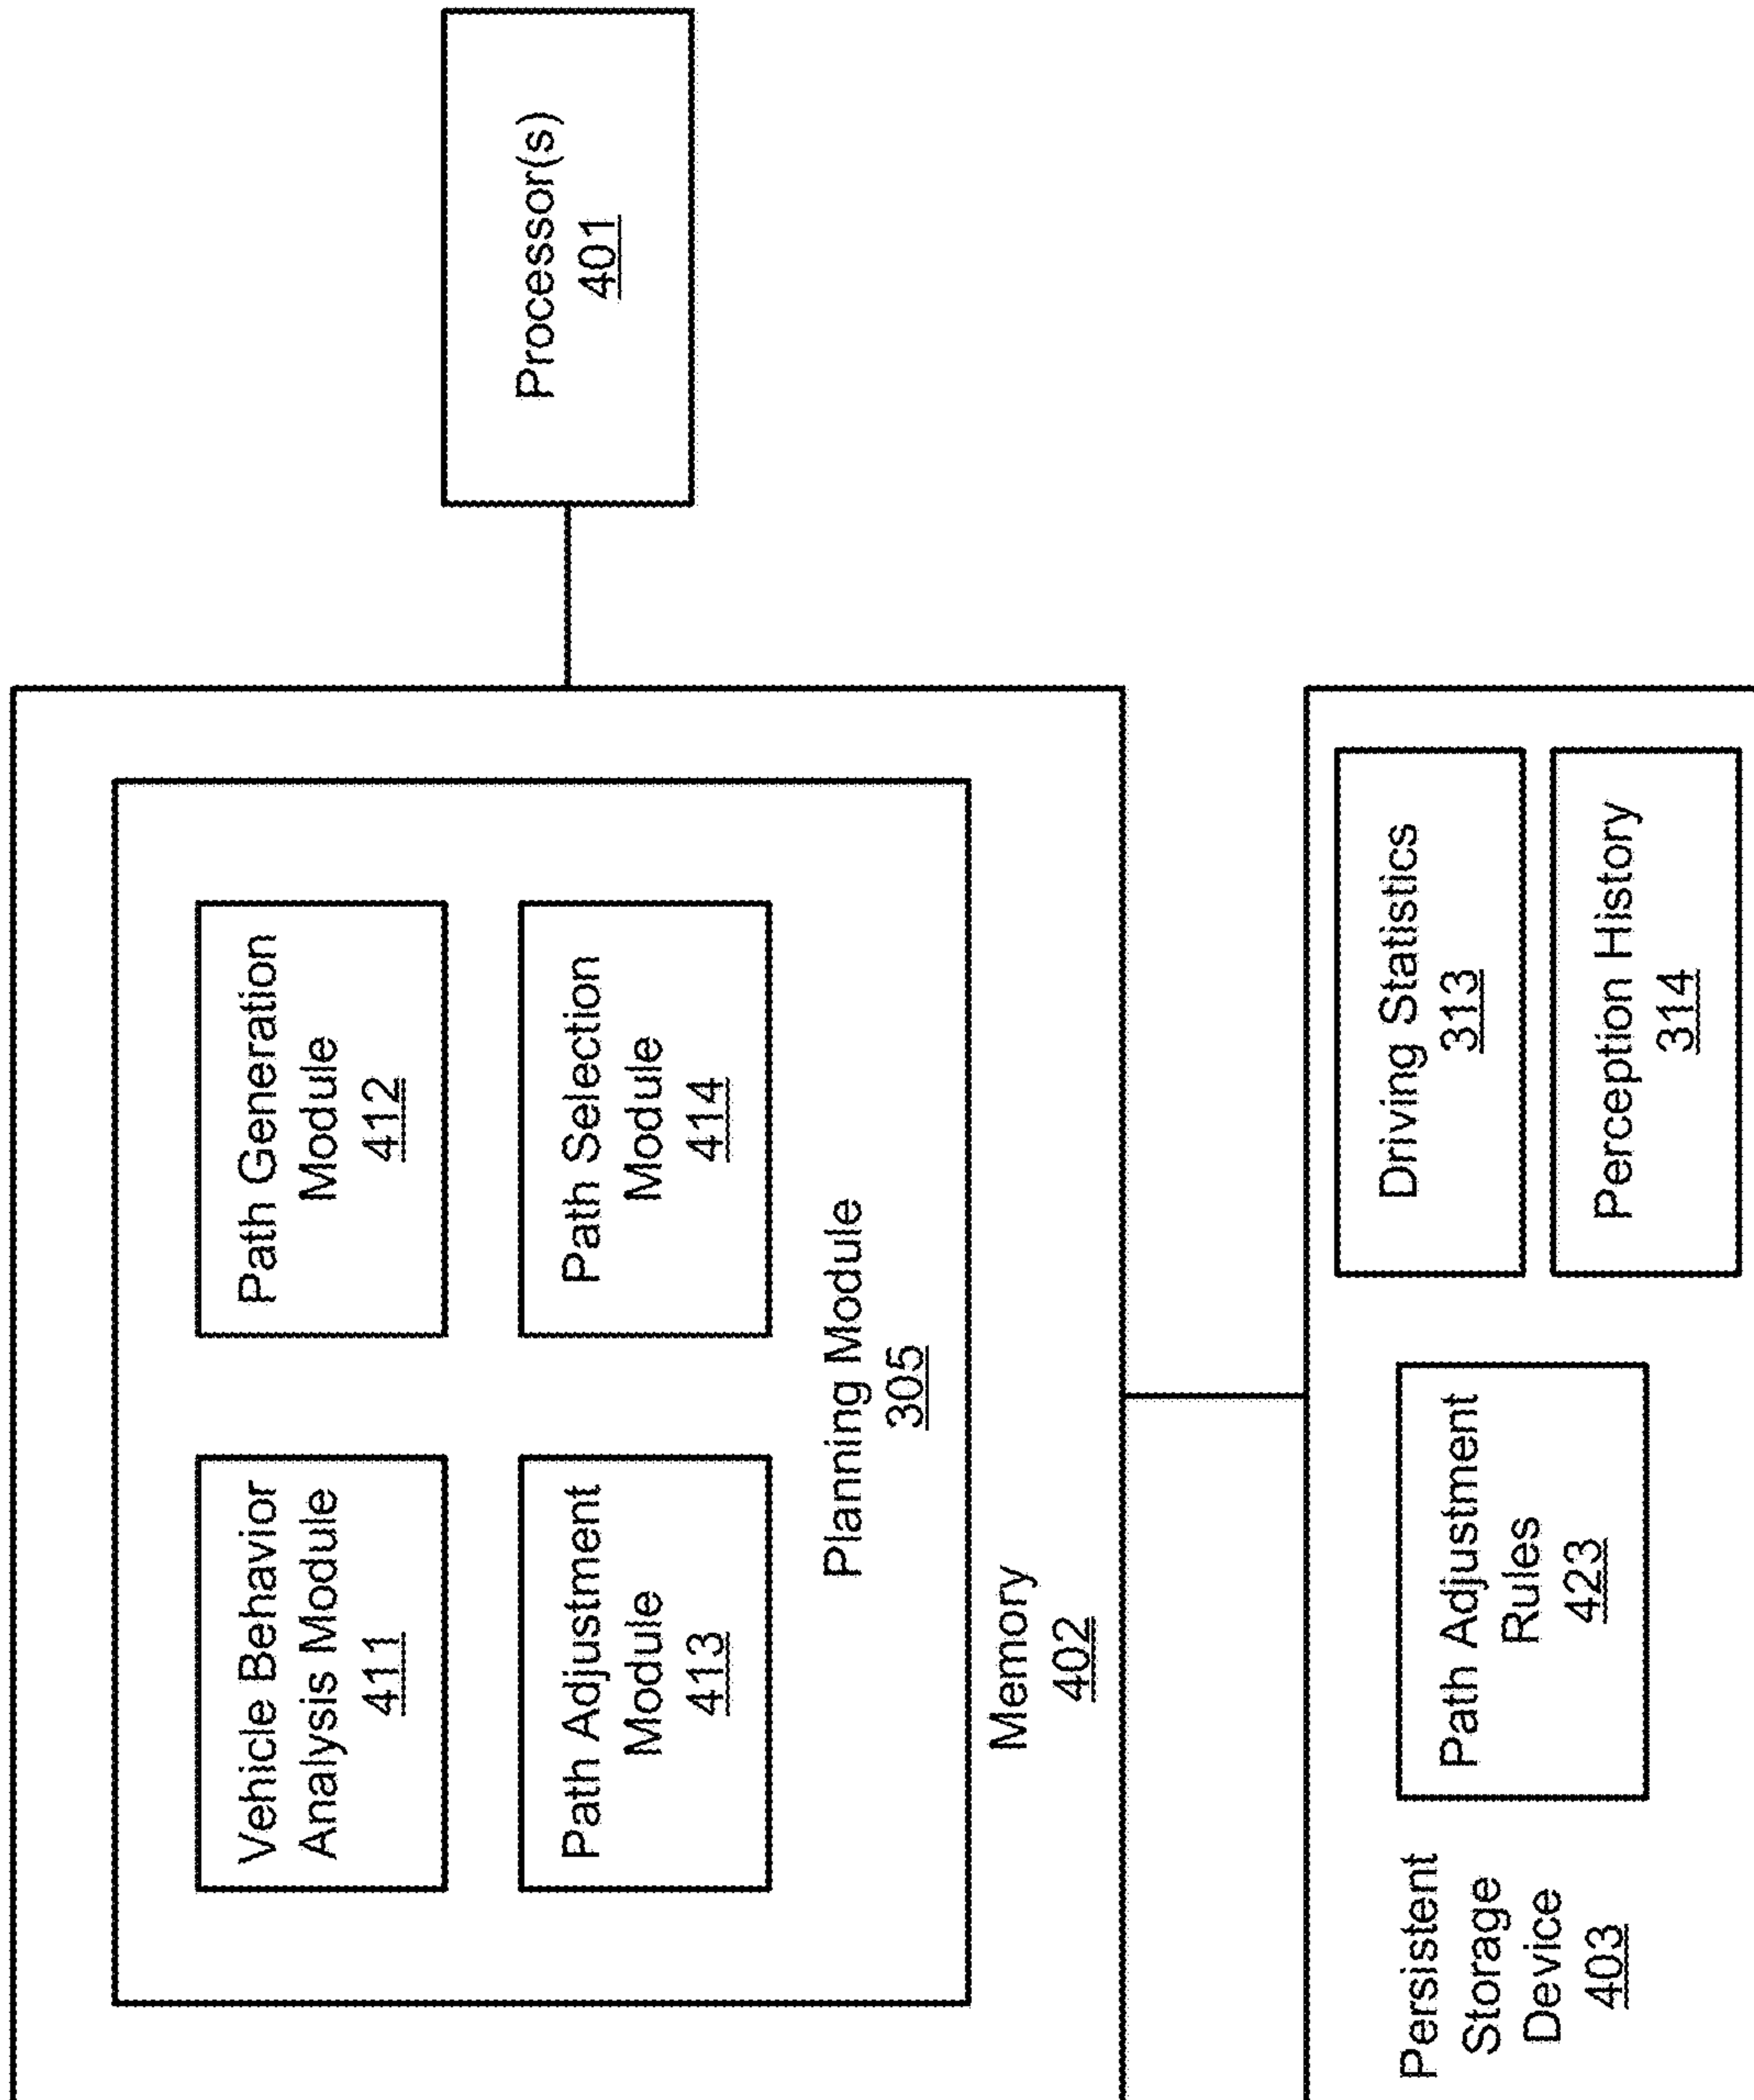 Vehicle Behavior
Analysis Module
411
Path Generation
Module
412
Path Adjustment
Module
413
Path Selection
Module
414
Planning Module
305
Memory
402
Processor(s)
401
Persistent
Storage
Device
403
Path Adjustment
Rules
423
Driving Statistics
313
Perception History
314